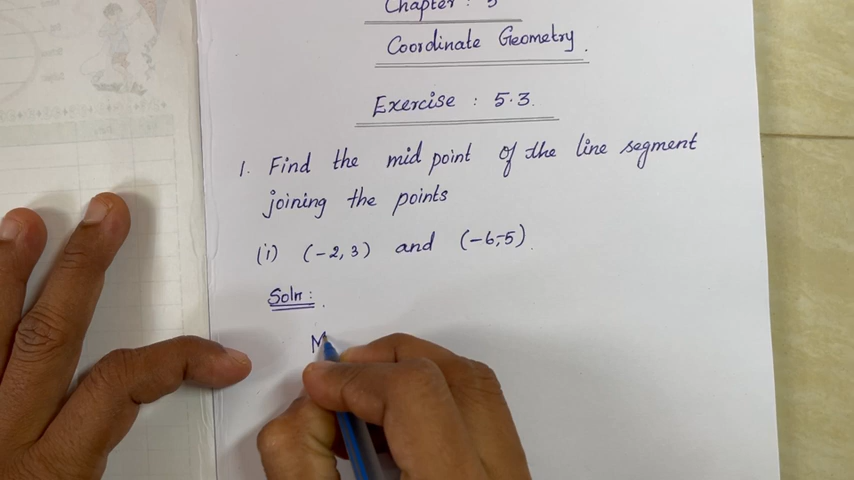 Chapter : 5
Coordinate Geometry.
Exercise : 5.3.
1. Find the mid point of the line segment
joining the points
(i) (-2, 3) and (-6,-5).
Soln :.
M